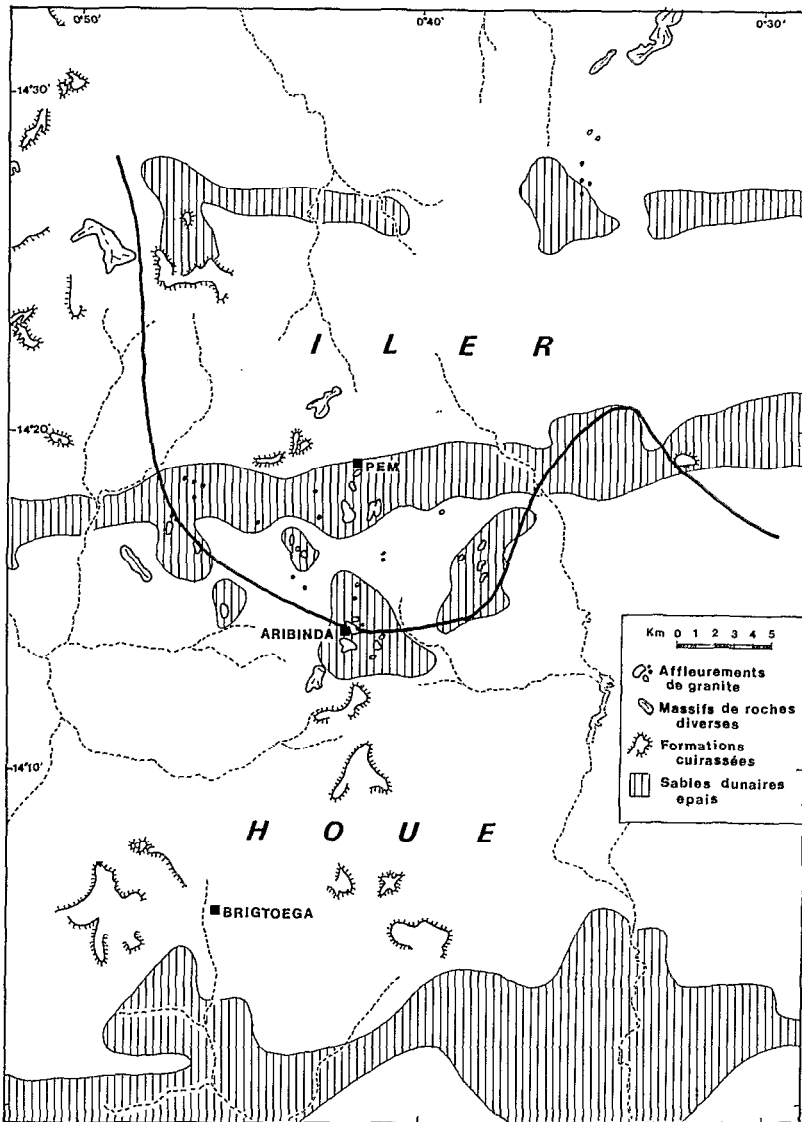 0°50' 0°40' 0°30'
14°30'
I L E R
14°20'
PEM
ARIBINDA
Km 0 1 2 3 4 5
Affleurements
de granite
Massifs de roches
diverses
Formations
cuirassées
Sables dunaires
epais
14°10'
H O U E
BRIGTOEGA